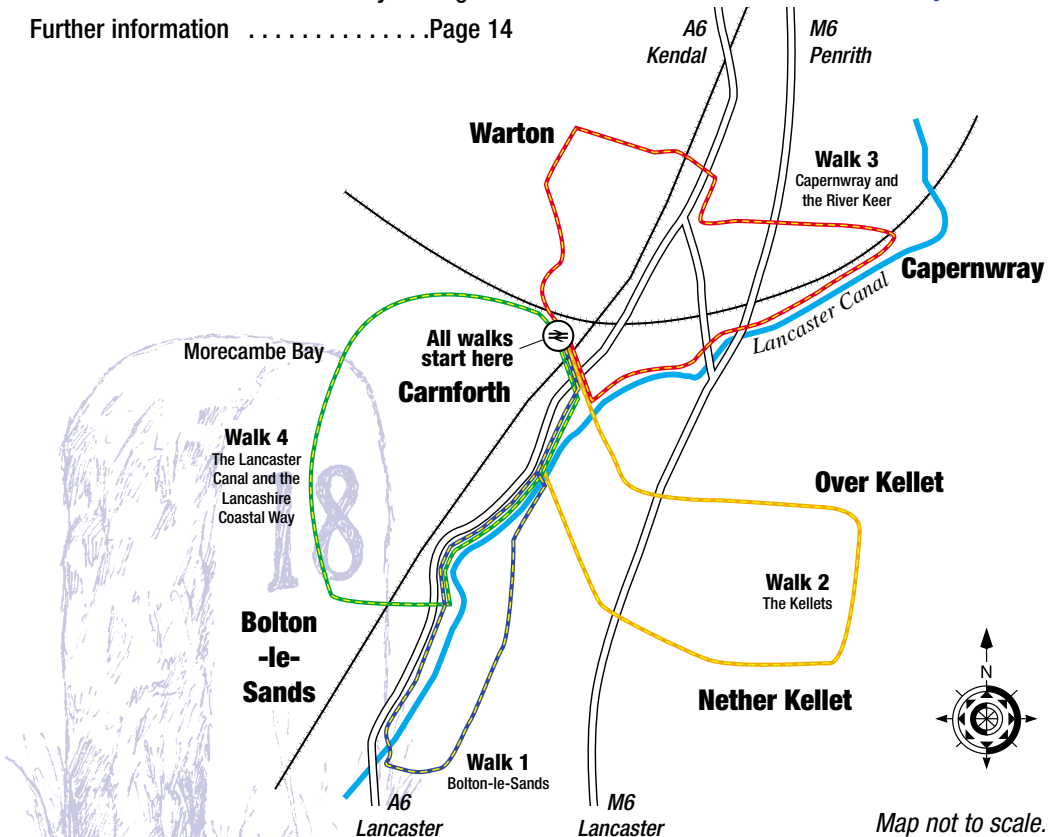 Further information . . . . . . . . . . . . . .Page 14
A6
Kendal
M6
Penrith
Warton
Walk 3
Capernwray and
the River Keer
Capernwray
Lancaster Canal
All walks
start here
Morecambe Bay
Carnforth
Walk 4
The Lancaster
Canal and the
Lancashire
Coastal Way
18
Over Kellet
Walk 2
The Kellets
Bolton
-le-
Sands
Nether Kellet
N
Walk 1
Bolton-le-Sands
A6
Lancaster
M6
Lancaster
Map not to scale.